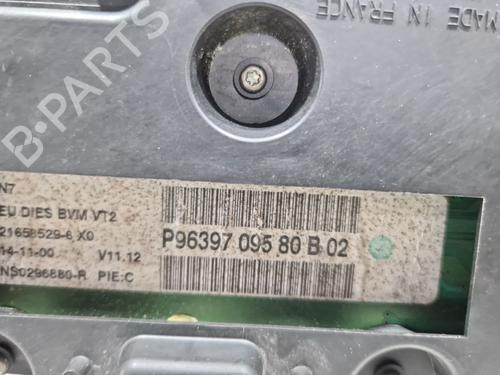 MADE IN FRANCE
N7
EU DIES BVM VT2
21658529-6 X0
14-11-00 V11.12
NS0296880-R PIE:C
P96397 095 80 B 02
B-PARTS